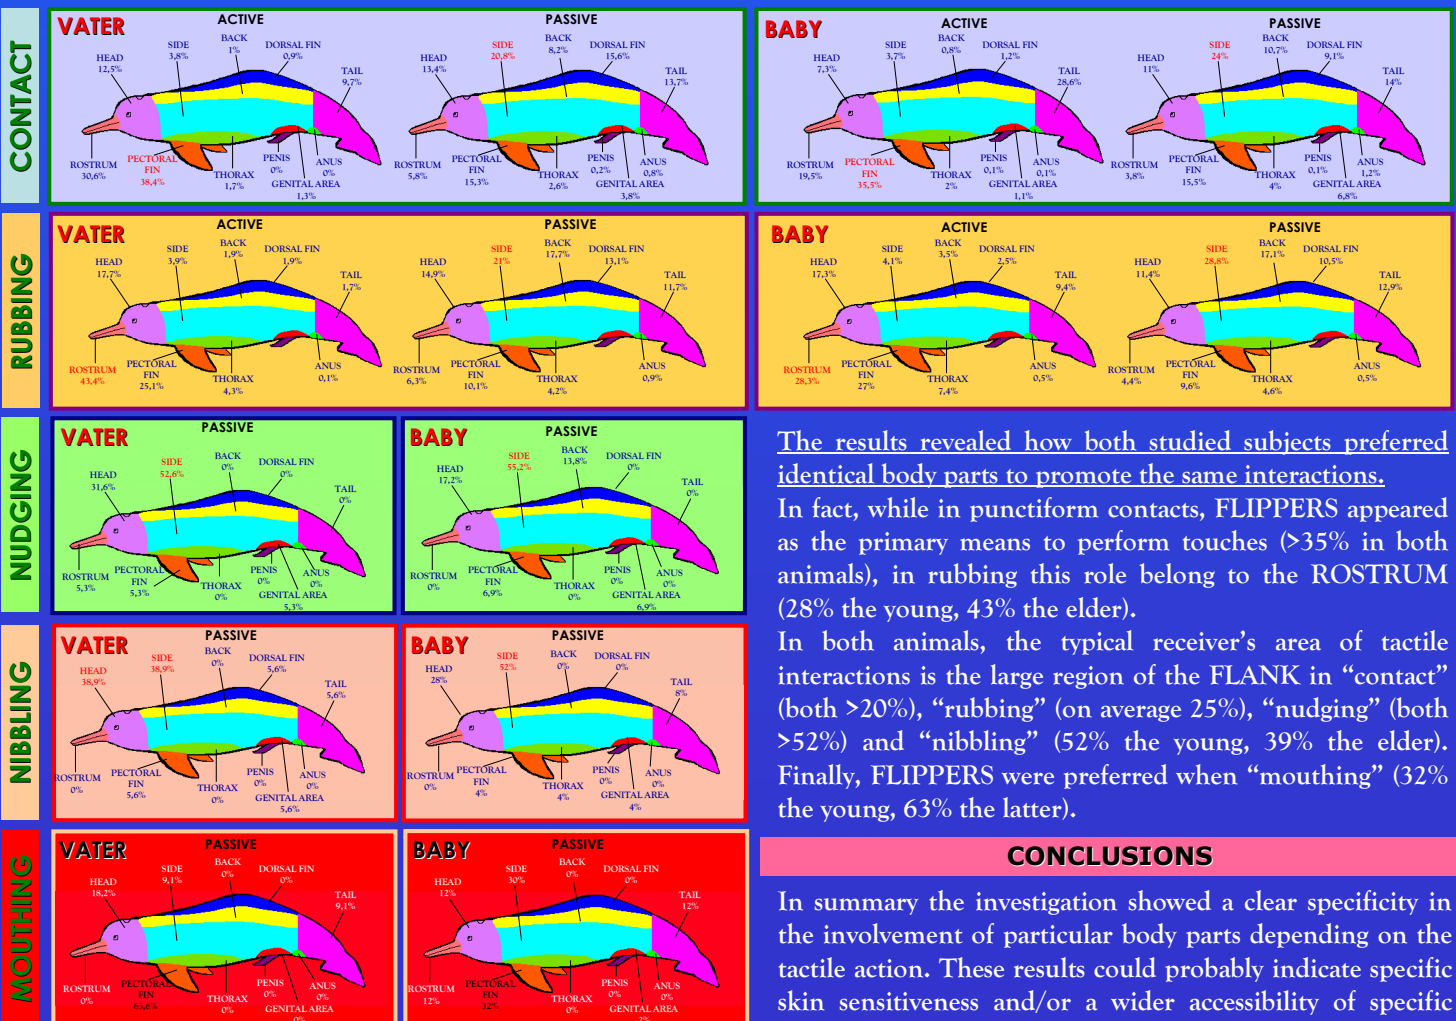 CONTACT
VATER
ACTIVE
HEAD
12,5%
SIDE
3,8%
BACK
1%
DORSAL FIN
0,9%
TAIL
9,7%
ROSTRUM
30,6%
PECTORAL
FIN
38,4%
THORAX
1,7%
PENIS
0%
GENITAL AREA
1,3%
ANUS
0%
PASSIVE
HEAD
13,4%
SIDE
20,8%
BACK
8,2%
DORSAL FIN
15,6%
TAIL
13,7%
ROSTRUM
5,8%
PECTORAL
FIN
15,3%
THORAX
2,6%
PENIS
0,2%
GENITAL AREA
3,8%
ANUS
0,8%
BABY
ACTIVE
HEAD
7,3%
SIDE
3,7%
BACK
0,8%
DORSAL FIN
1,2%
TAIL
28,6%
ROSTRUM
19,5%
PECTORAL
FIN
35,5%
THORAX
2%
PENIS
0,1%
GENITAL AREA
1,1%
ANUS
0,1%
PASSIVE
HEAD
11%
SIDE
24%
BACK
10,7%
DORSAL FIN
9,1%
TAIL
14%
ROSTRUM
3,8%
PECTORAL
FIN
15,5%
THORAX
4%
PENIS
0,1%
GENITAL AREA
6,8%
ANUS
1,2%
RUBBING
VATER
ACTIVE
HEAD
17,7%
SIDE
3,9%
BACK
1,9%
DORSAL FIN
1,9%
TAIL
1,7%
ROSTRUM
43,4%
PECTORAL
FIN
25,1%
THORAX
4,3%
ANUS
0,1%
PASSIVE
HEAD
14,9%
SIDE
21%
BACK
17,7%
DORSAL FIN
13,1%
TAIL
11,7%
ROSTRUM
6,3%
PECTORAL
FIN
10,1%
THORAX
4,2%
ANUS
0,9%
BABY
ACTIVE
HEAD
17,3%
SIDE
4,1%
BACK
3,5%
DORSAL FIN
2,5%
TAIL
9,4%
ROSTRUM
28,3%
PECTORAL
FIN
27%
THORAX
7,4%
ANUS
0,5%
PASSIVE
HEAD
11,4%
SIDE
28,8%
BACK
17,1%
DORSAL FIN
10,5%
TAIL
12,9%
ROSTRUM
4,4%
PECTORAL
FIN
9,6%
THORAX
4,6%
ANUS
0,5%
NUDGING
VATER
PASSIVE
HEAD
31,6%
SIDE
52,6%
BACK
0%
DORSAL FIN
0%
TAIL
0%
ROSTRUM
5,3%
PECTORAL
FIN
5,3%
THORAX
0%
PENIS
0%
GENITAL AREA
5,3%
ANUS
0%
BABY
PASSIVE
HEAD
17,2%
SIDE
55,2%
BACK
13,8%
DORSAL FIN
0%
TAIL
0%
ROSTRUM
0%
PECTORAL
FIN
6,9%
THORAX
0%
PENIS
0%
GENITAL AREA
6,9%
ANUS
0%
NIBBLING
VATER
PASSIVE
HEAD
38,9%
SIDE
38,9%
BACK
0%
DORSAL FIN
5,6%
TAIL
5,6%
ROSTRUM
0%
PECTORAL
FIN
5,6%
THORAX
0%
PENIS
0%
GENITAL AREA
5,6%
ANUS
0%
BABY
PASSIVE
HEAD
28%
SIDE
52%
BACK
0%
DORSAL FIN
0%
TAIL
8%
ROSTRUM
0%
PECTORAL
FIN
4%
THORAX
4%
PENIS
0%
GENITAL AREA
4%
ANUS
0%
MOUTHING
VATER
PASSIVE
HEAD
18,2%
SIDE
9,1%
BACK
0%
DORSAL FIN
0%
TAIL
9,1%
ROSTRUM
0%
PECTORAL
FIN
63,6%
THORAX
0%
PENIS
0%
GENITAL AREA
0%
ANUS
0%
BABY
PASSIVE
HEAD
12%
SIDE
30%
BACK
0%
DORSAL FIN
0%
TAIL
12%
ROSTRUM
12%
PECTORAL
FIN
32%
THORAX
0%
PENIS
0%
GENITAL AREA
2%
ANUS
0%
The results revealed how both studied subjects preferred
identical body parts to promote the same interactions.
In fact, while in punctiform contacts, FLIPPERS appeared
as the primary means to perform touches (>35% in both
animals), in rubbing this role belong to the ROSTRUM
(28% the young, 43% the elder).
In both animals, the typical receiver's area of tactile
interactions is the large region of the FLANK in “contact”
(both >20%), “rubbing” (on average 25%), “nudging” (both
>52%) and “nibbling” (52% the young, 39% the elder).
Finally, FLIPPERS were preferred when “mouthing” (32%
the young, 63% the latter).
CONCLUSIONS
In summary the investigation showed a clear specificity in
the involvement of particular body parts depending on the
tactile action. These results could probably indicate specific
skin sensitiveness and/or a wider accessibility of specific